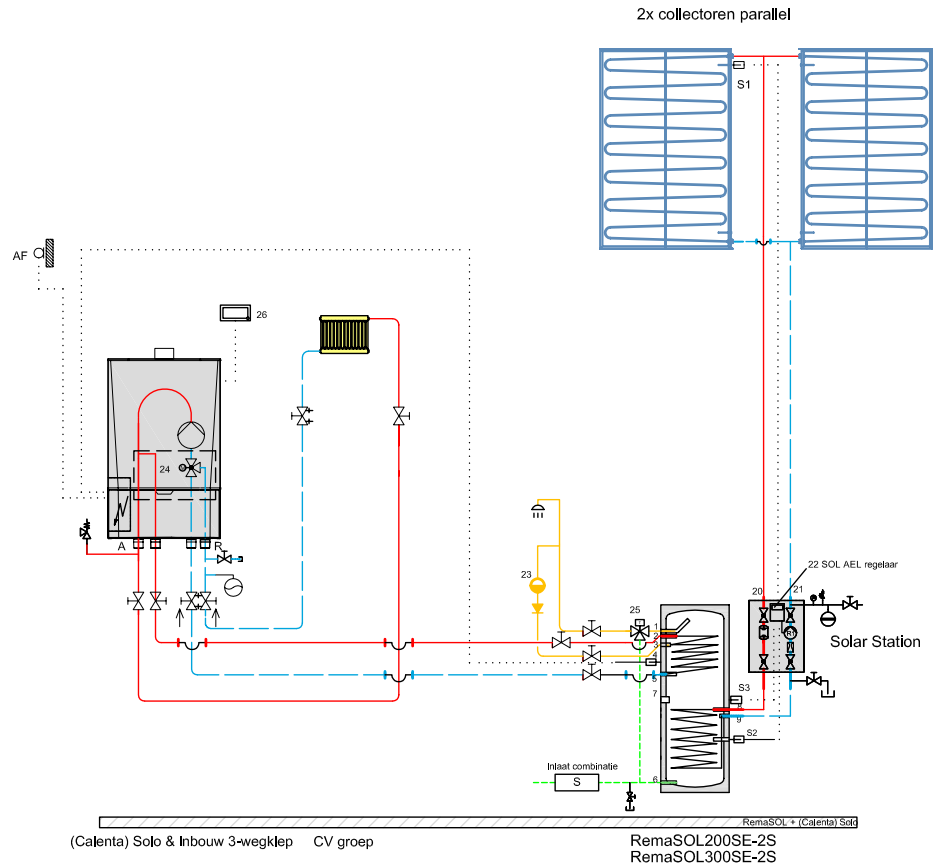 2x collectoren parallel
S1
AF
26
24
A
R
23
25
1
2
3
4
5
7
6
22 SOL AEL regelaar
20
21
R1
Solar Station
S3
8
9
S2
Inlaat combinatie
S
RemaSOL + (Calenta) Solo
(Calenta) Solo & Inbouw 3-wegklep
CV groep
RemaSOL200SE-2S
RemaSOL300SE-2S